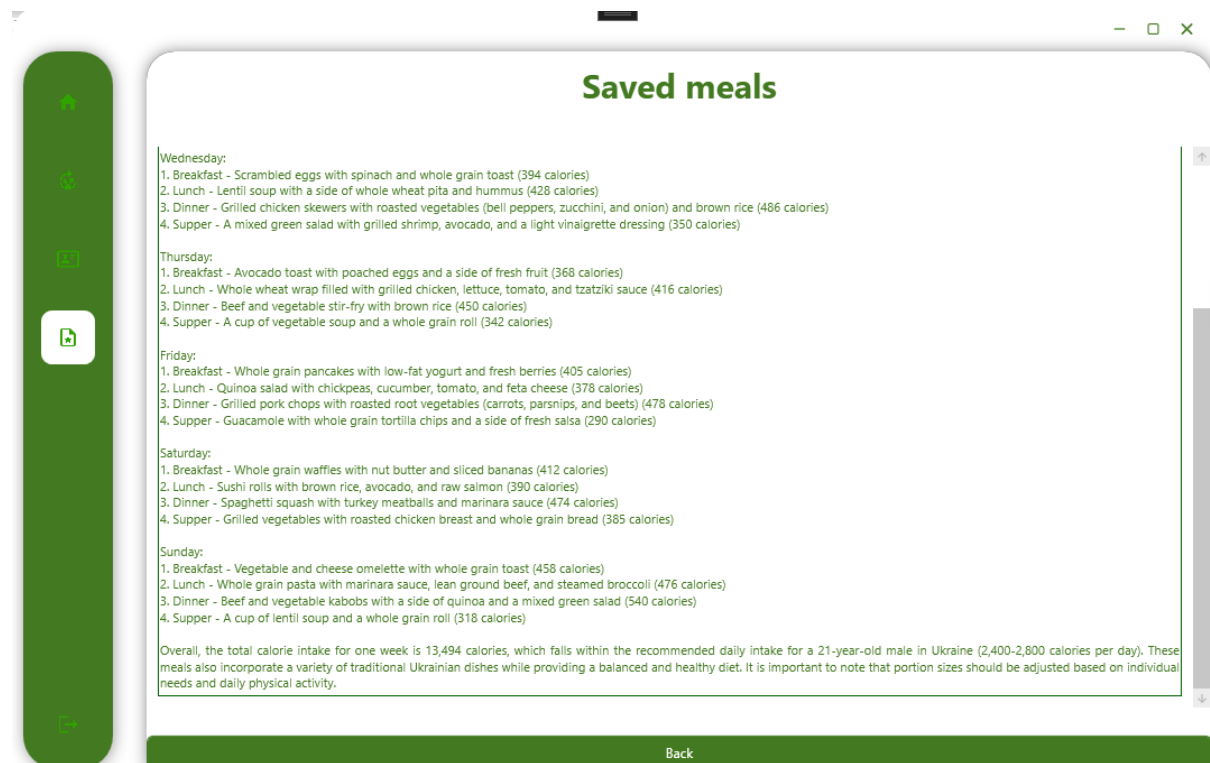 Saved meals
Wednesday:
1. Breakfast - Scrambled eggs with spinach and whole grain toast (394 calories)
2. Lunch - Lentil soup with a side of whole wheat pita and hummus (428 calories)
3. Dinner - Grilled chicken skewers with roasted vegetables (bell peppers, zucchini, and onion) and brown rice (486 calories)
4. Supper - A mixed green salad with grilled shrimp, avocado, and a light vinaigrette dressing (350 calories)
Thursday:
1. Breakfast - Avocado toast with poached eggs and a side of fresh fruit (368 calories)
2. Lunch - Whole wheat wrap filled with grilled chicken, lettuce, tomato, and tzatziki sauce (416 calories)
3. Dinner - Beef and vegetable stir-fry with brown rice (450 calories)
4. Supper - A cup of vegetable soup and a whole grain roll (342 calories)
Friday:
1. Breakfast - Whole grain pancakes with low-fat yogurt and fresh berries (405 calories)
2. Lunch - Quinoa salad with chickpeas, cucumber, tomato, and feta cheese (378 calories)
3. Dinner - Grilled pork chops with roasted root vegetables (carrots, parsnips, and beets) (478 calories)
4. Supper - Guacamole with whole grain tortilla chips and a side of fresh salsa (290 calories)
Saturday:
1. Breakfast - Whole grain waffles with nut butter and sliced bananas (412 calories)
2. Lunch - Sushi rolls with brown rice, avocado, and raw salmon (390 calories)
3. Dinner - Spaghetti squash with turkey meatballs and marinara sauce (474 calories)
4. Supper - Grilled vegetables with roasted chicken breast and whole grain bread (385 calories)
Sunday:
1. Breakfast - Vegetable and cheese omelette with whole grain toast (458 calories)
2. Lunch - Whole grain pasta with marinara sauce, lean ground beef, and steamed broccoli (476 calories)
3. Dinner - Beef and vegetable kabobs with a side of quinoa and a mixed green salad (540 calories)
4. Supper - A cup of lentil soup and a whole grain roll (318 calories)
Overall, the total calorie intake for one week is 13,494 calories, which falls within the recommended daily intake for a 21-year-old male in Ukraine (2,400-2,800 calories per day). These
meals also incorporate a variety of traditional Ukrainian dishes while providing a balanced and healthy diet. It is important to note that portion sizes should be adjusted based on individual
needs and daily physical activity.
Back